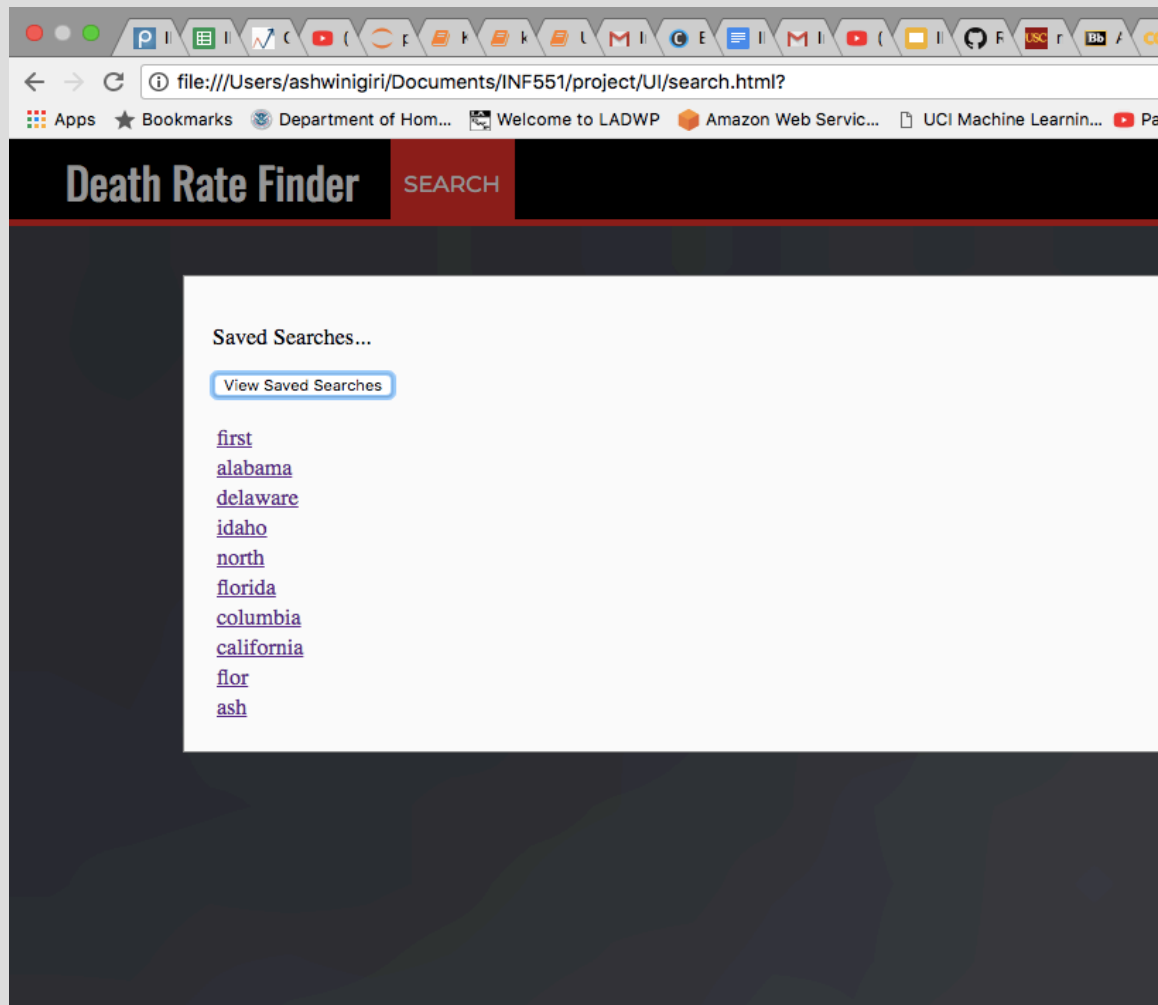 file:///Users/ashwinigiri/Documents/INF551/project/UI/search.html?
Apps Bookmarks Department of Hom... Welcome to LADWP Amazon Web Servic... UCI Machine Learnin... Pa
Death Rate Finder SEARCH
Saved Searches...
View Saved Searches
first
alabama
delaware
idaho
north
florida
columbia
california
flor
ash